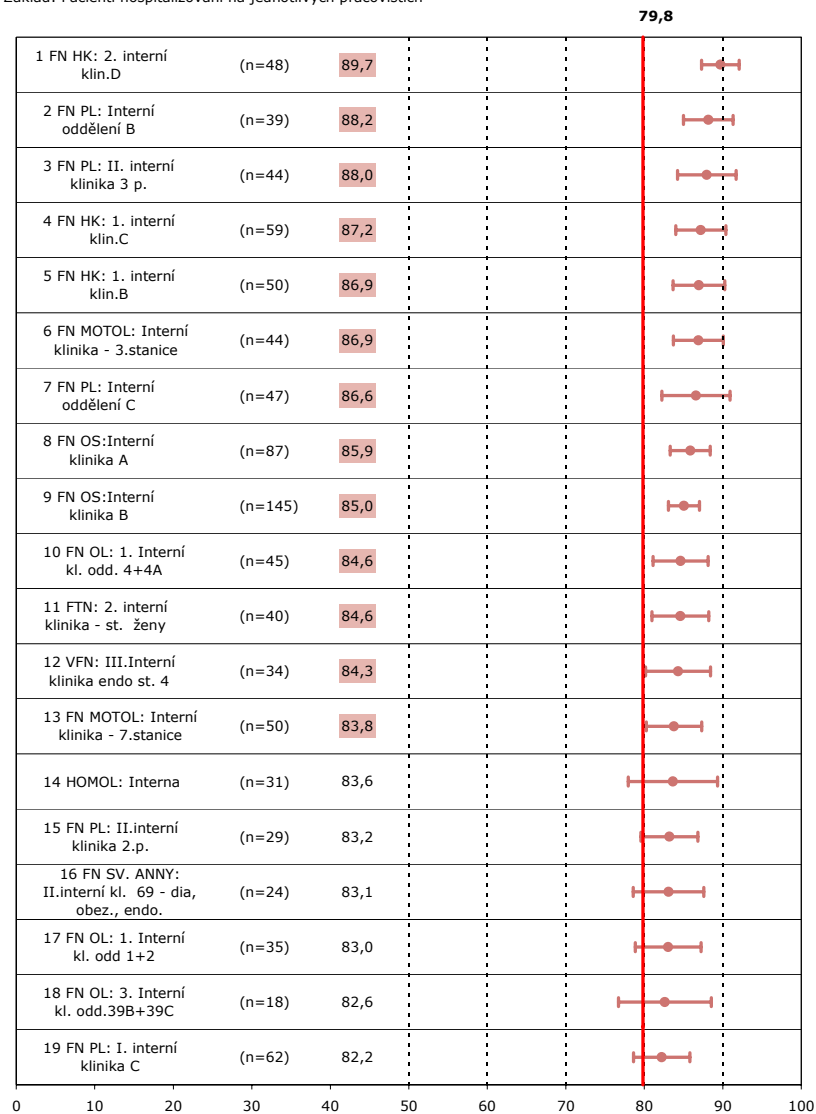 Základ: Pacienti hospitalizovaní na jednotlivých pracovištích
79,8
1 FN HK: 2. interní
klin.D
(n=48)
89,7
2 FN PL: Interní
oddělení B
(n=39)
88,2
3 FN PL: II. interní
klinika 3 p.
(n=44)
88,0
4 FN HK: 1. interní
klin.C
(n=59)
87,2
5 FN HK: 1. interní
klin.B
(n=50)
86,9
6 FN MOTOL: Interní
klinika - 3.stanice
(n=44)
86,9
7 FN PL: Interní
oddělení C
(n=47)
86,6
8 FN OS:Interní
klinika A
(n=87)
85,9
9 FN OS:Interní
klinika B
(n=145)
85,0
10 FN OL: 1. Interní
kl. odd. 4+4A
(n=45)
84,6
11 FTN: 2. interní
klinika - st. ženy
(n=40)
84,6
12 VFN: III.Interní
klinika endo st. 4
(n=34)
84,3
13 FN MOTOL: Interní
klinika - 7.stanice
(n=50)
83,8
14 HOMOL: Interna
(n=31)
83,6
15 FN PL: II.interní
klinika 2.p.
(n=29)
83,2
16 FN SV. ANNY:
II.interní kl. 69 - dia,
obez., endo.
(n=24)
83,1
17 FN OL: 1. Interní
kl. odd 1+2
(n=35)
83,0
18 FN OL: 3. Interní
kl. odd.39B+39C
(n=18)
82,6
19 FN PL: I. interní
klinika C
(n=62)
82,2
0 10 20 30 40 50 60 70 80 90 100